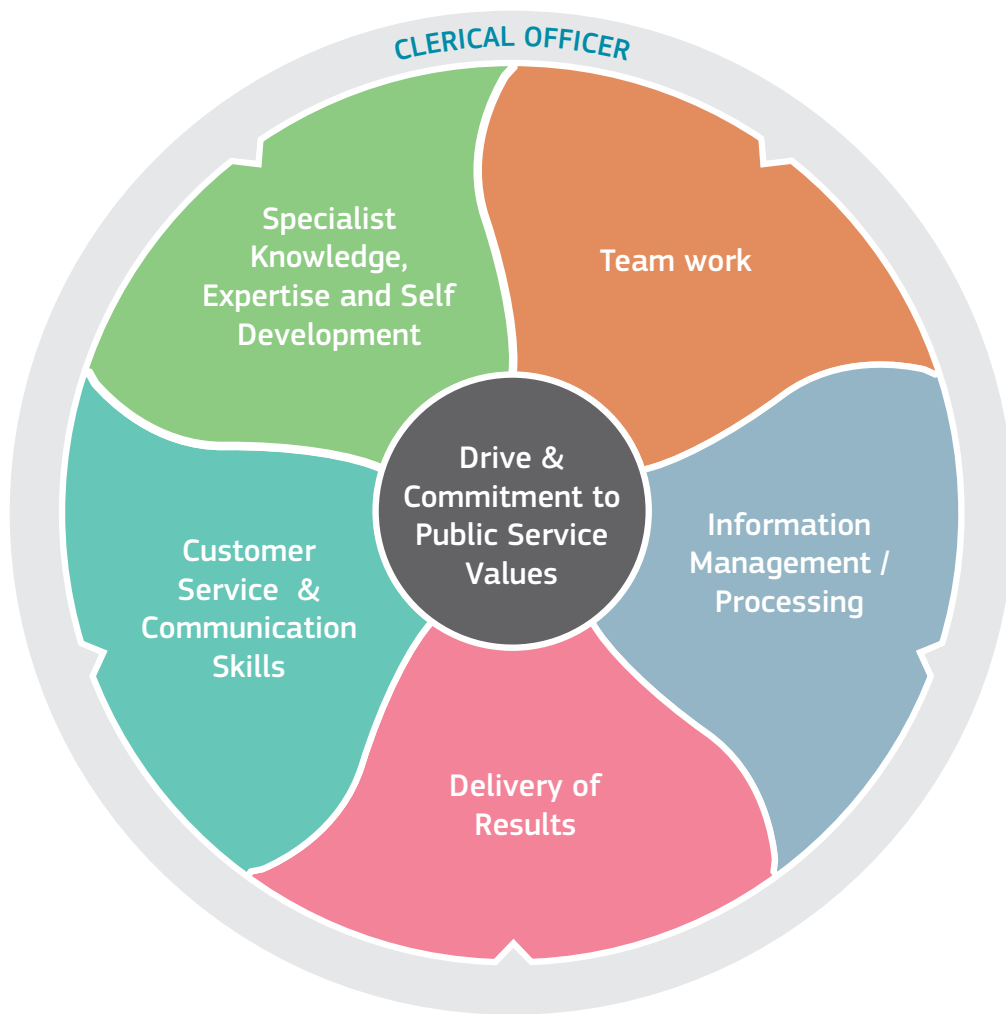 CLERICAL OFFICER
Specialist
Knowledge,
Expertise and Self
Development
Team work
Drive &
Commitment to
Public Service
Values
Information
Management /
Processing
Customer
Service &
Communication
Skills
Delivery of
Results